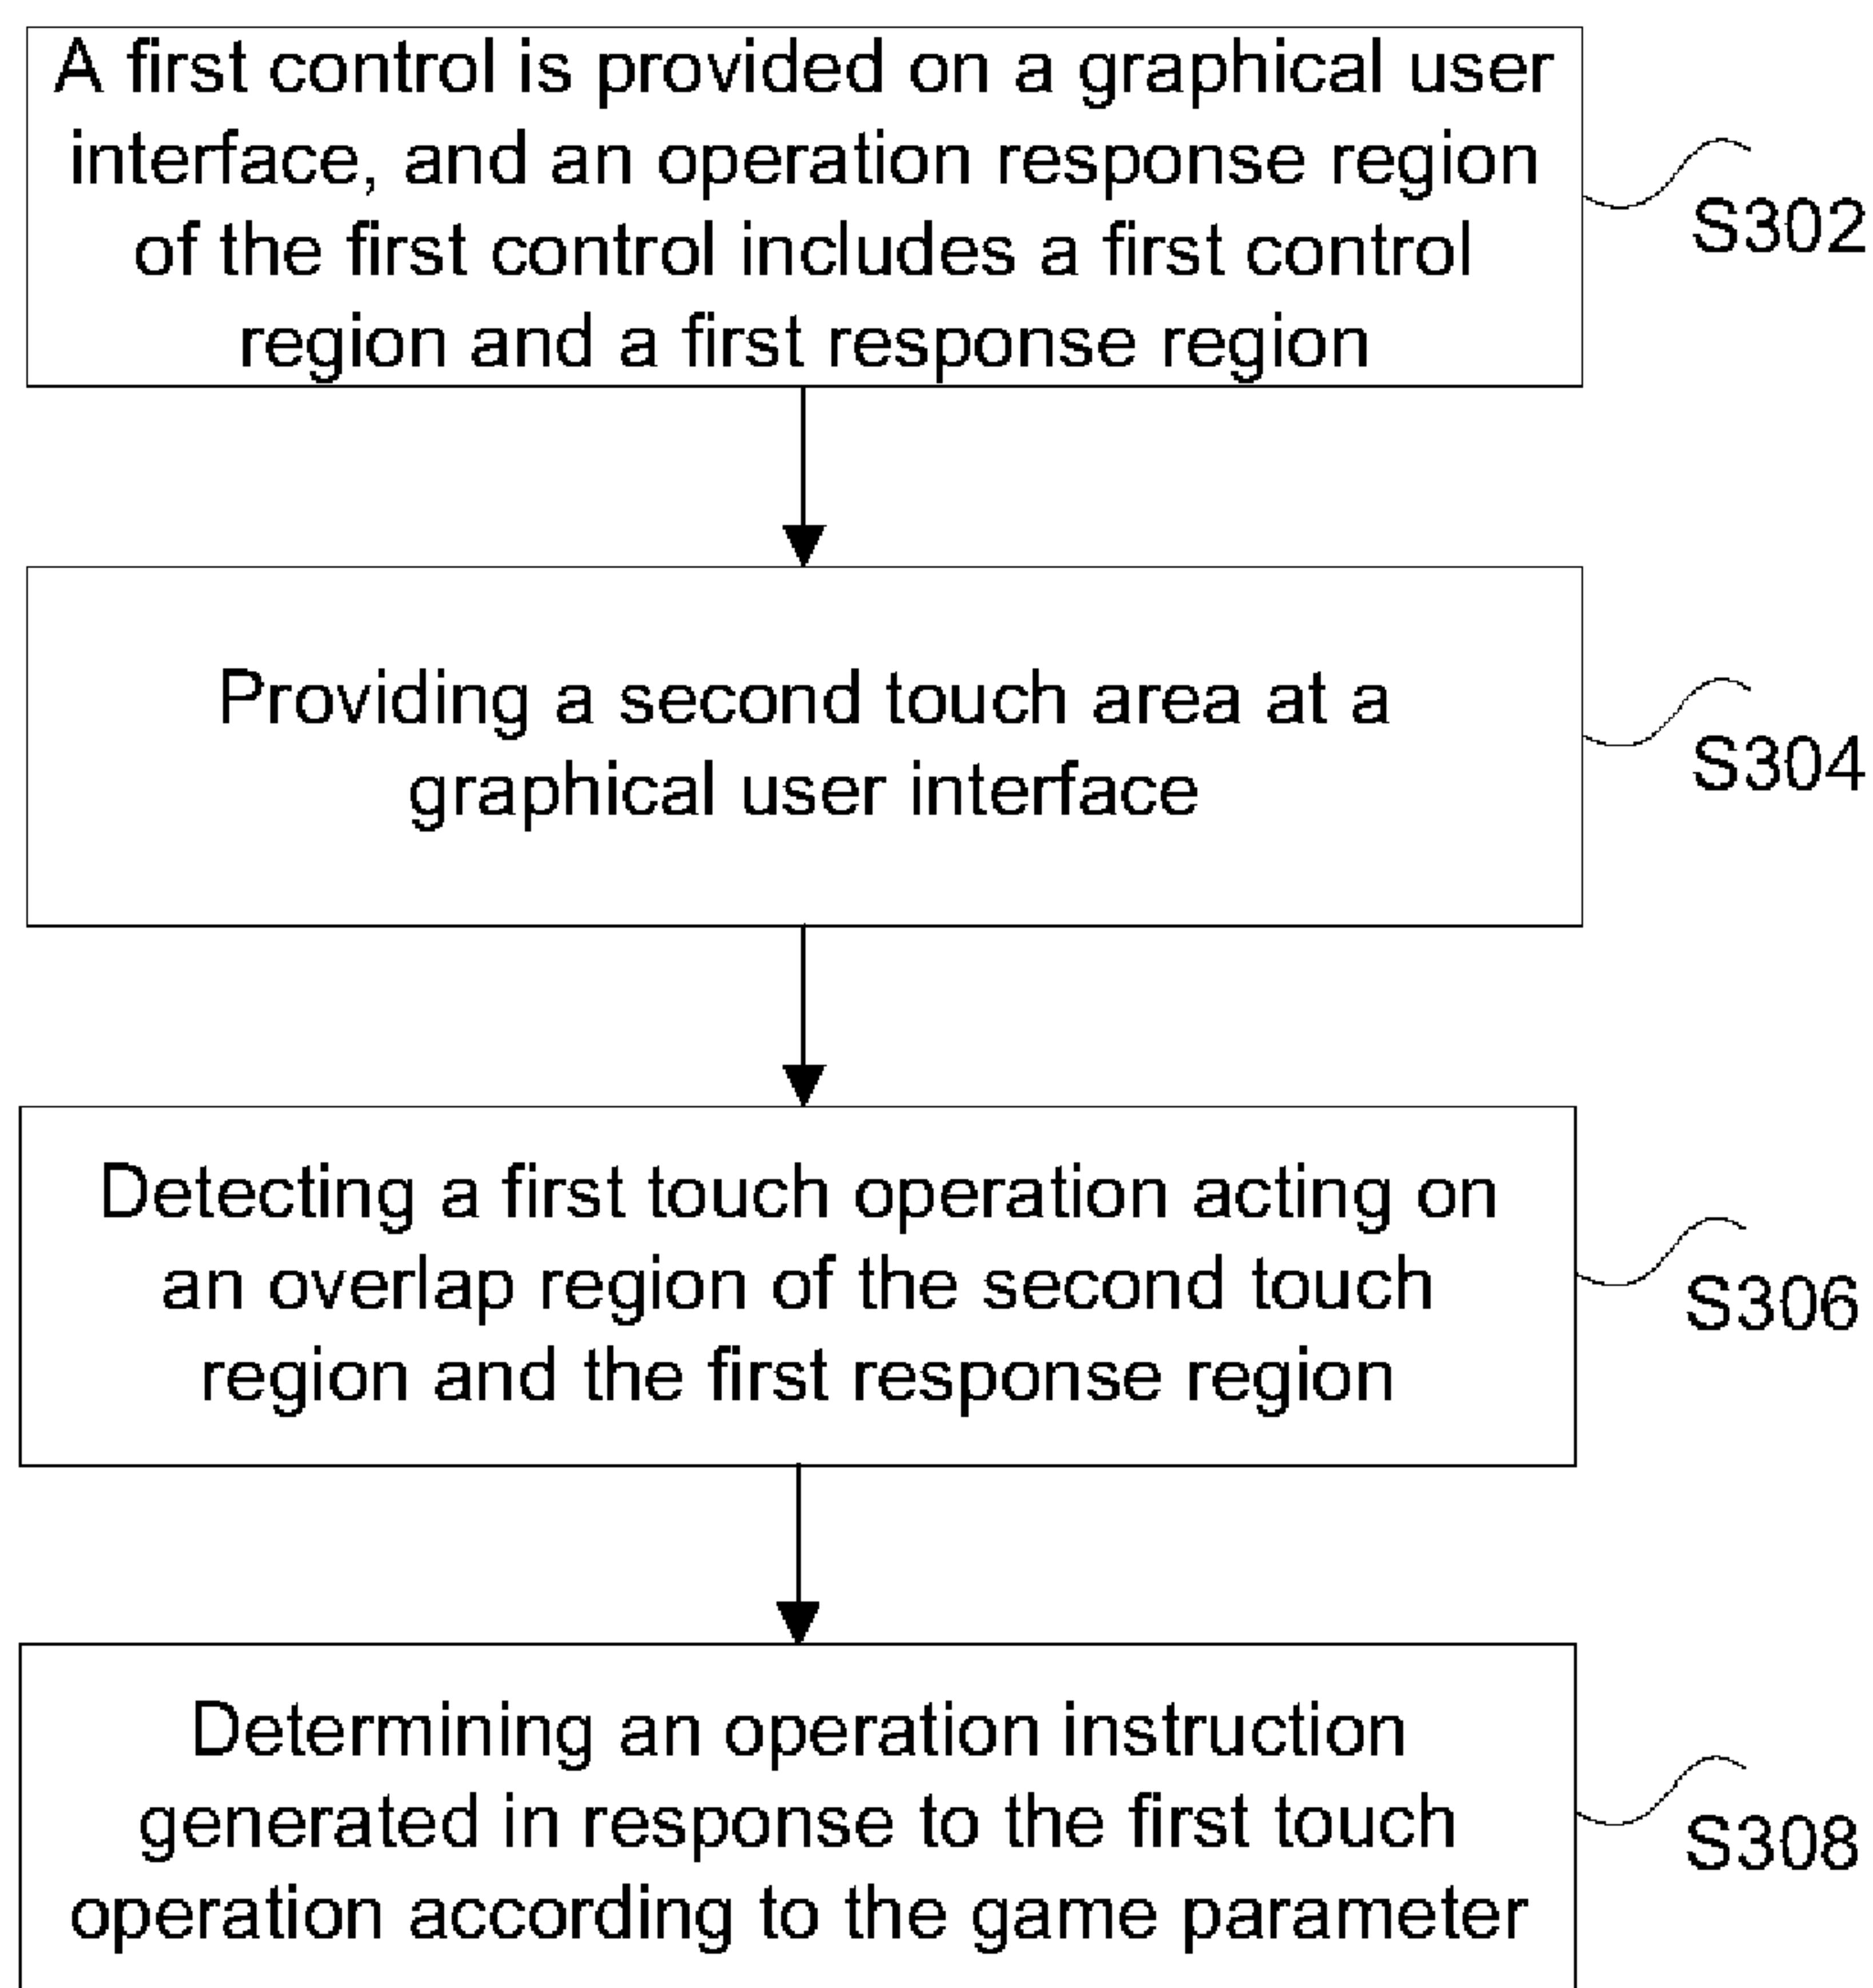 A first control is provided on a graphical user
interface, and an operation response region
of the first control includes a first control
region and a first response region
S302
Providing a second touch area at a
graphical user interface
S304
Detecting a first touch operation acting on
an overlap region of the second touch
region and the first response region
S306
Determining an operation instruction
generated in response to the first touch
operation according to the game parameter
S308